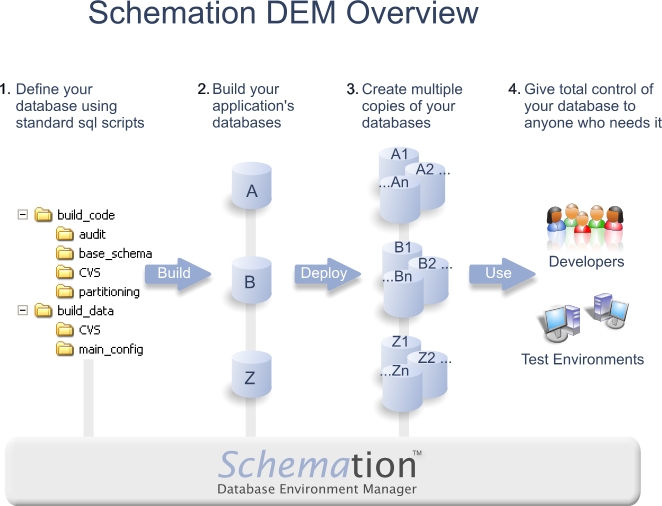 Schemation DEM Overview
1. Define your
database using
standard sql scripts
2. Build your
application's
databases
3. Create multiple
copies of your
databases
4. Give total control of
your database to
anyone who needs it
build_code
audit
base_schema
CVS
partitioning
build_data
CVS
main_config
Build
A
B
Z
Deploy
A1
A2 ...
...An
B1
B2 ...
...Bn
Z1
Z2 ...
...Zn
Use
Developers
Test Environments
Schemation™
Database Environment Manager